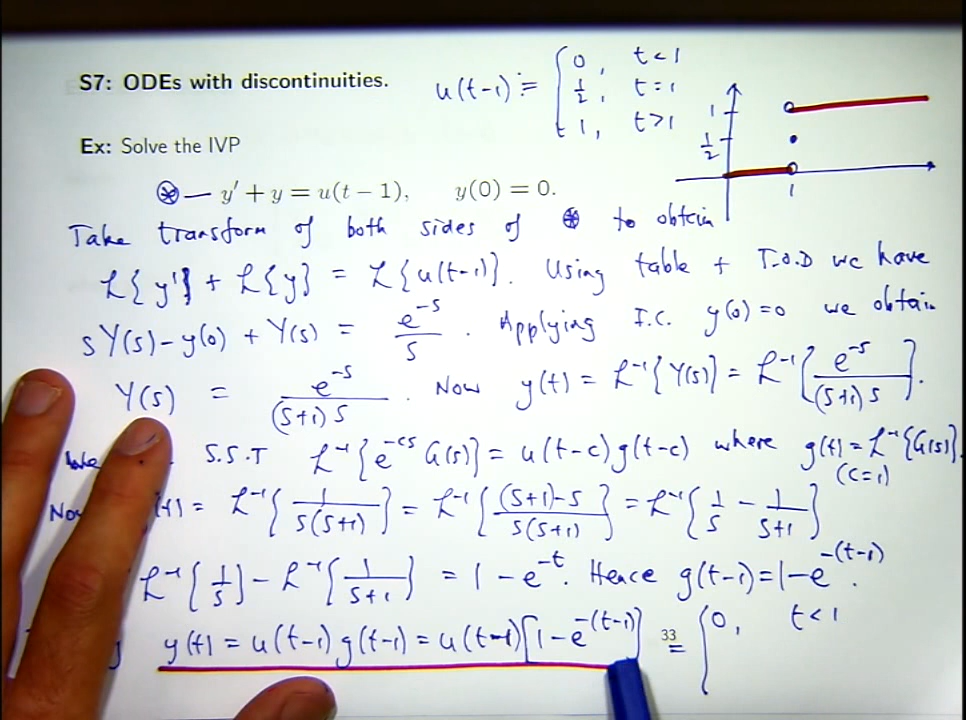 S7: ODEs with discontinuities.
u(t-1) := { 0, t<1
1/2, t=1
1, t>1
1
1/2
1
Ex: Solve the IVP
⊛ — y′ + y = u(t − 1), y(0) = 0.
Take transform of both sides of ⊛ to obtain
ℒ{y'} + ℒ{y} = ℒ{u(t-1)}. Using table + T.O.D we have
sY(s) - y(0) + Y(s) = e^{-s}/s . Applying I.C. y(0)=0 we obtain
Y(s) = e^{-s}/((s+1)s) . Now y(t) = ℒ^{-1}{Y(s)} = ℒ^{-1}{e^{-s}/((s+1)s)}.
S.S.T ℒ^{-1}{e^{-cs} G(s)} = u(t-c)g(t-c) where g(t) = ℒ^{-1}{G(s)}.
(c=1)
(t) = ℒ^{-1}{1/(s(s+1))} = ℒ^{-1}{((s+1)-s)/(s(s+1))} = ℒ^{-1}{1/s - 1/(s+1)}
ℒ^{-1}{1/s} - ℒ^{-1}{1/(s+1)} = 1 - e^{-t}. Hence g(t-1) = 1 - e^{-(t-1)}.
y(t) = u(t-1) g(t-1) = u(t-1)[1 - e^{-(t-1)}] = { 0, t<1
33